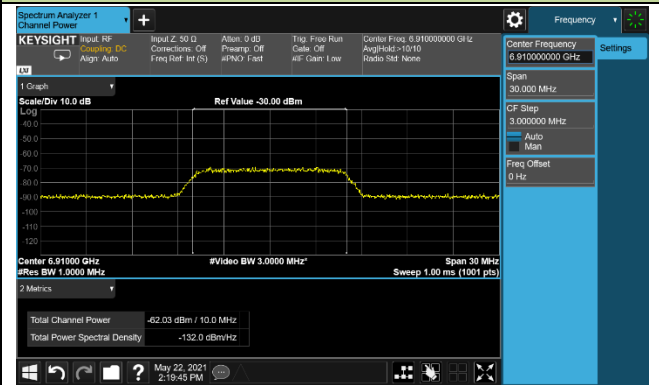 Spectrum Analyzer 1
Channel Power
+
Frequency
KEYSIGHT
Input: RF
Coupling: DC
Align: Auto
Input Z: 50 Ω
Corrections: Off
Freq Ref: Int (S)
Atten: 0 dB
Preamp: Off
#PNO: Fast
Trig: Free Run
Gate: Off
#IF Gain: Low
Center Freq: 6.910000000 GHz
Avg|Hold:>10/10
Radio Std: None
LXI
Center Frequency
6.910000000 GHz
Settings
Span
30.000 MHz
CF Step
3.000000 MHz
Auto
Man
Freq Offset
0 Hz
1 Graph
Scale/Div 10.0 dB
Ref Value -30.00 dBm
Log
-40.0
-50.0
-60.0
-70.0
-80.0
-90.0
-100
-110
-120
Center 6.91000 GHz
#Video BW 3.0000 MHz*
Span 30 MHz
#Res BW 1.0000 MHz
Sweep 1.00 ms (1001 pts)
2 Metrics
Total Channel Power -62.03 dBm / 10.0 MHz
Total Power Spectral Density -132.0 dBm/Hz
?
May 22, 2021
2:19:45 PM